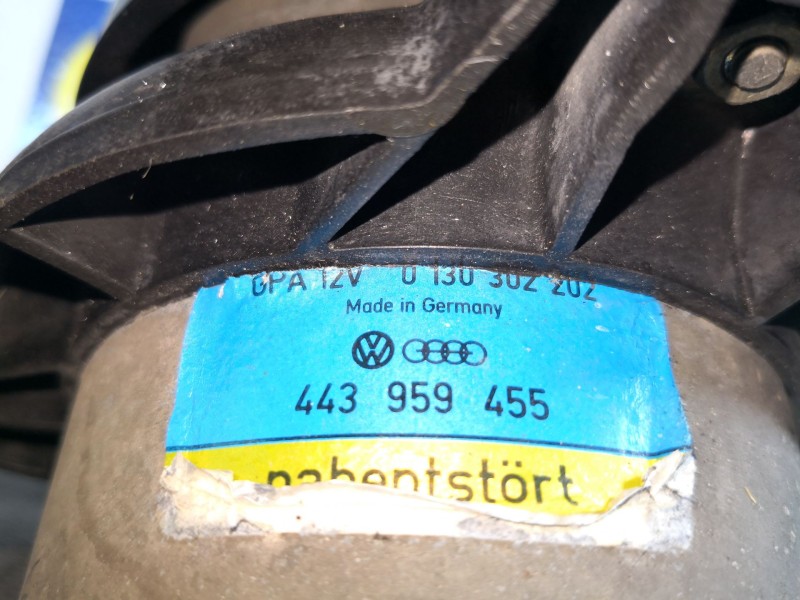 GPA 12V 0 130 302 202
Made in Germany
443 959 455
nahentstört